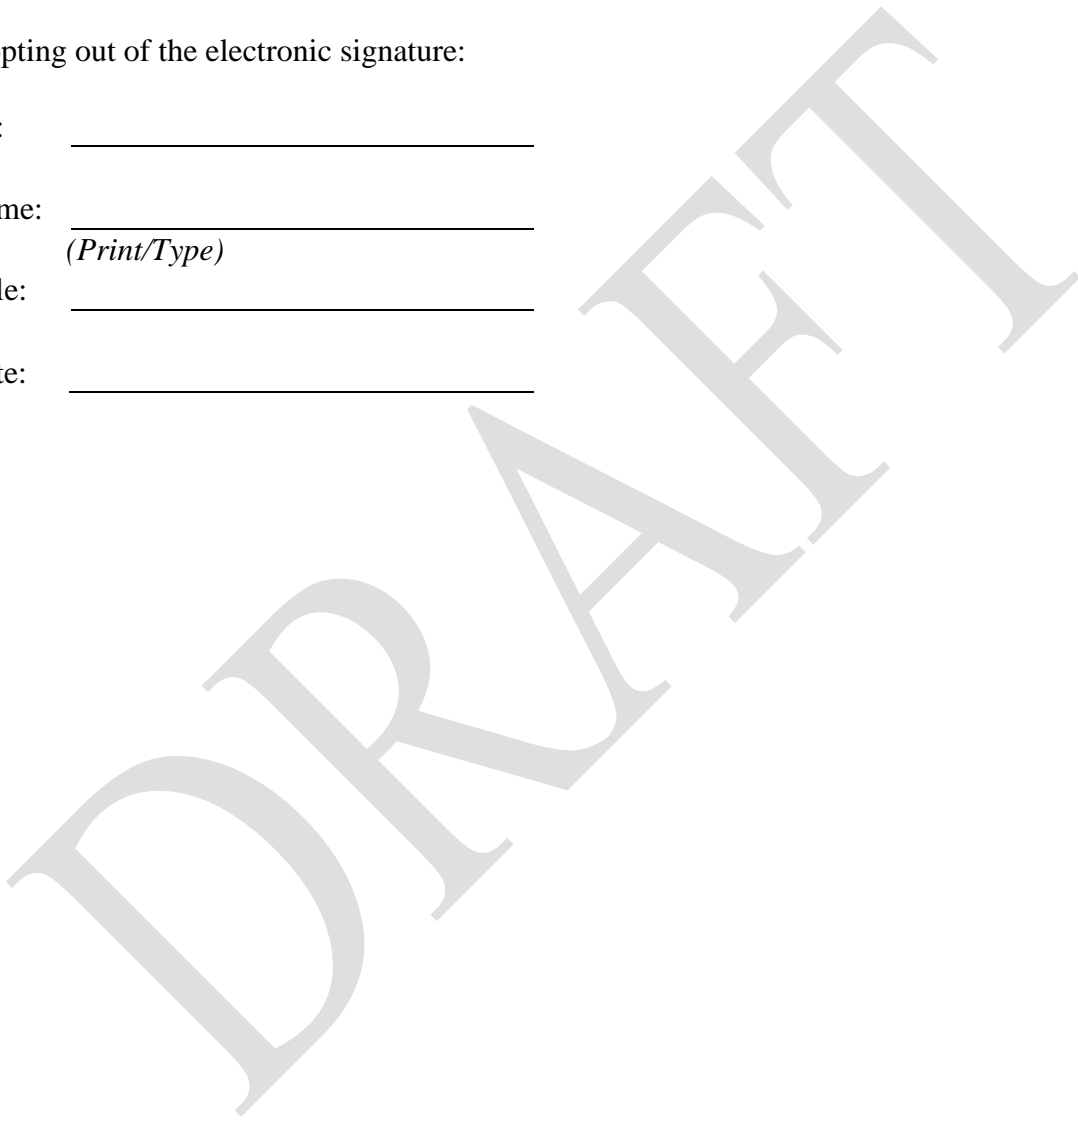 pting out of the electronic signature:
:
me:
(Print/Type)
le:
te:
DRAFT